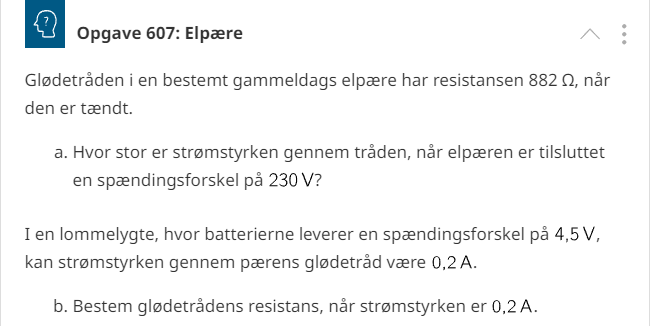 ?
Opgave 607: Elpære
Glødetråden i en bestemt gammeldags elpære har resistansen 882 Ω, når
den er tændt.
a. Hvor stor er strømstyrken gennem tråden, når elpæren er tilsluttet
en spændingsforskel på 230 V?
I en lommelygte, hvor batterierne leverer en spændingsforskel på 4,5 V,
kan strømstyrken gennem pærens glødetråd være 0,2 A.
b. Bestem glødetrådens resistans, når strømstyrken er 0,2 A.